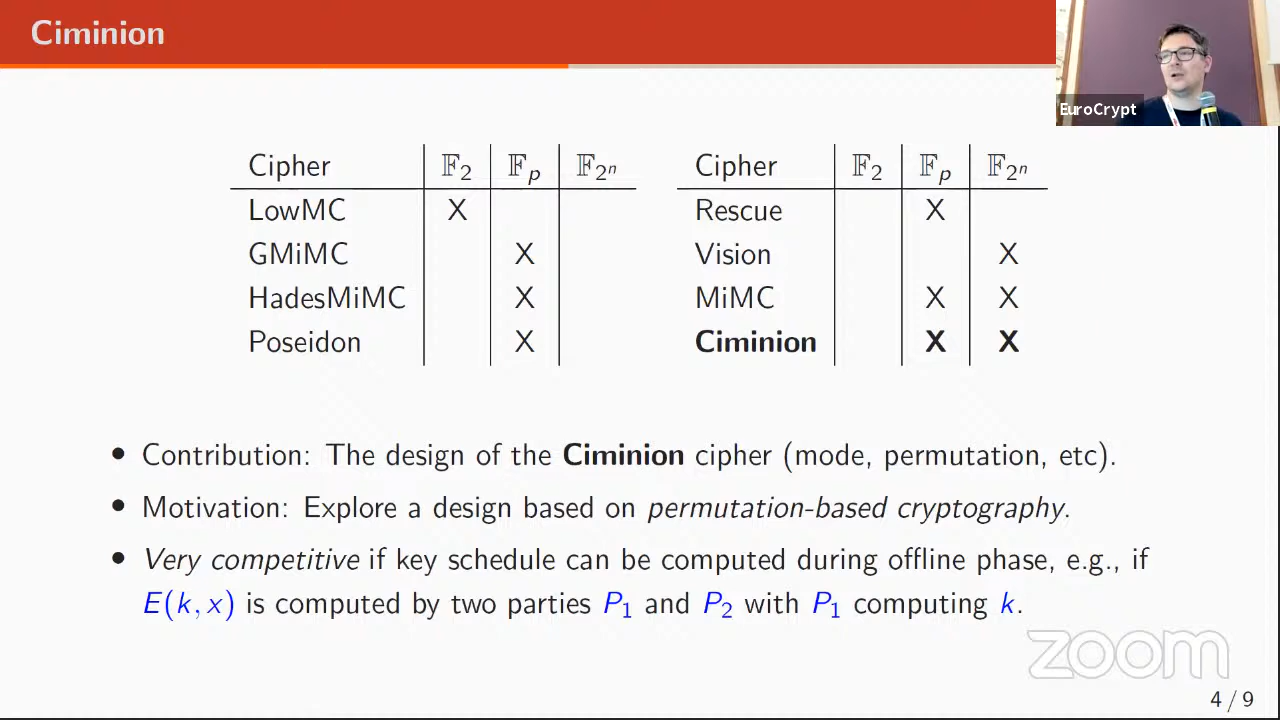 Ciminion
EuroCrypt
Cipher 𝔽₂ 𝔽ₚ 𝔽₂ⁿ
LowMC X
GMiMC X
HadesMiMC X
Poseidon X
Cipher 𝔽₂ 𝔽ₚ 𝔽₂ⁿ
Rescue X
Vision X
MiMC X X
Ciminion X X
• Contribution: The design of the Ciminion cipher (mode, permutation, etc).
• Motivation: Explore a design based on permutation-based cryptography.
• Very competitive if key schedule can be computed during offline phase, e.g., if
E(k, x) is computed by two parties P₁ and P₂ with P₁ computing k.
zoom
4 / 9